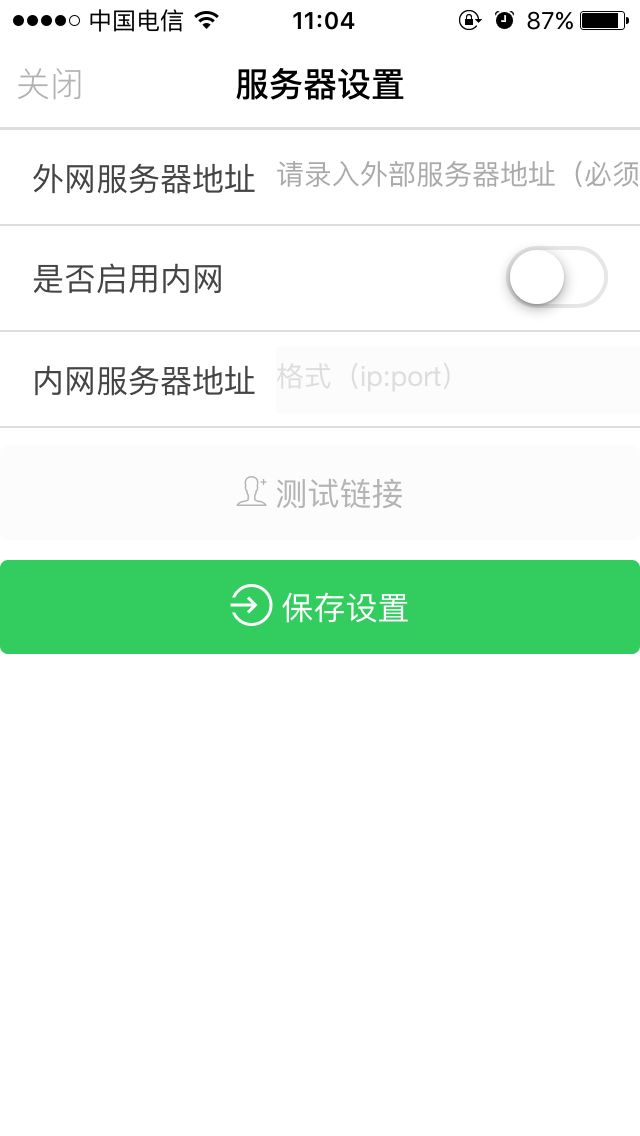 中国电信 11:04 87%
关闭 服务器设置
外网服务器地址 请录入外部服务器地址（必须
是否启用内网
内网服务器地址 格式（ip:port）
测试链接
保存设置